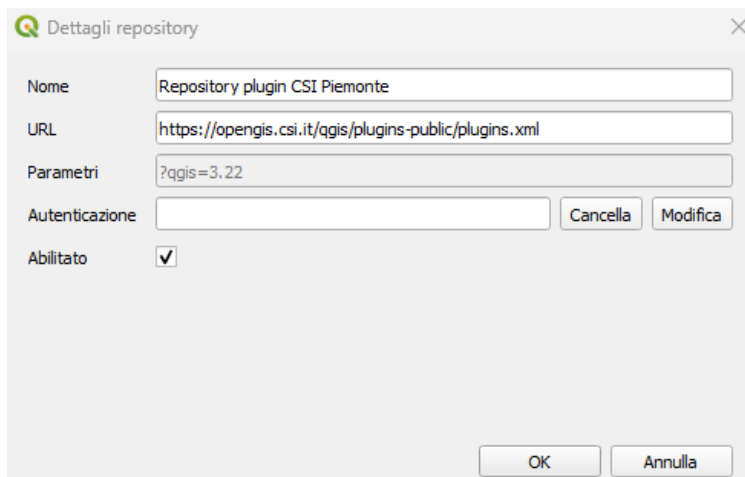 Dettagli repository
Nome Repository plugin CSI Piemonte
URL https://opengis.csi.it/qgis/plugins-public/plugins.xml
Parametri ?qgis=3.22
Autenticazione Cancella Modifica
Abilitato
OK Annulla